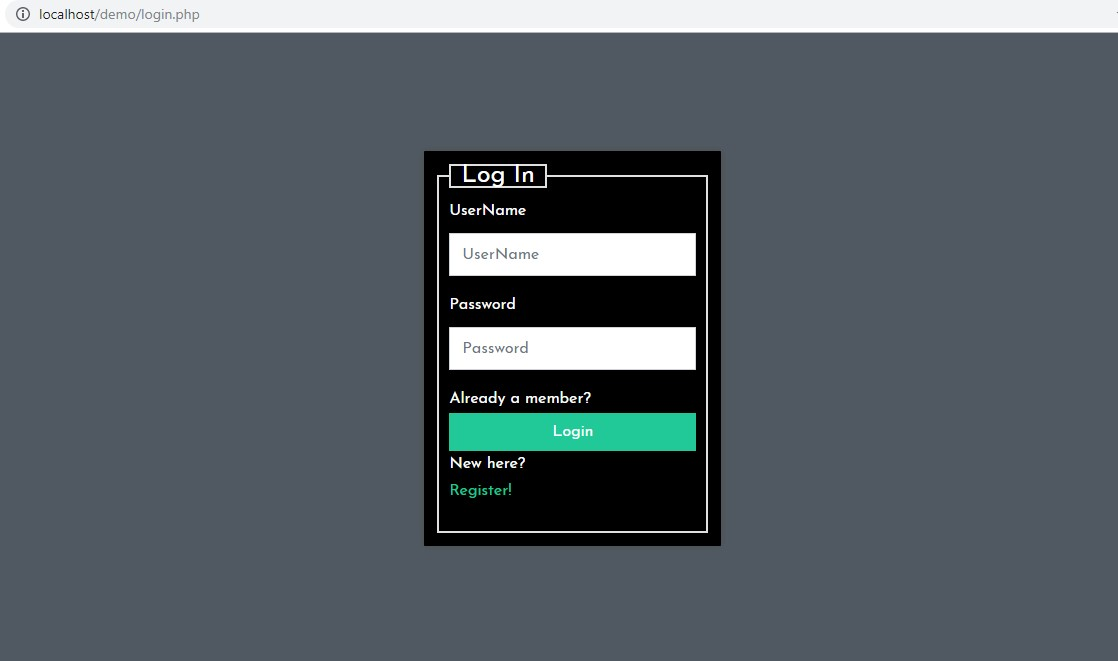 localhost/demo/login.php
Log In
UserName
UserName
Password
Password
Already a member?
Login
New here?
Register!